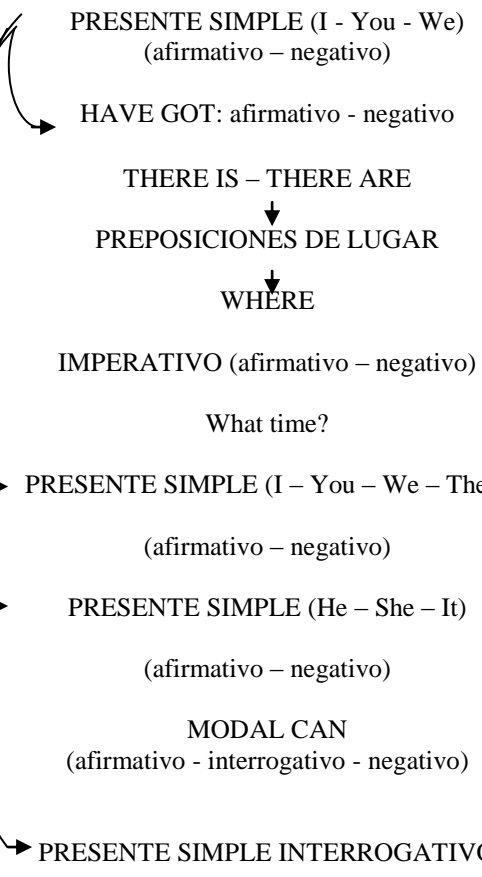 PRESENTE SIMPLE (I - You - We)
(afirmativo – negativo)
HAVE GOT: afirmativo - negativo
THERE IS – THERE ARE
PREPOSICIONES DE LUGAR
WHERE
IMPERATIVO (afirmativo – negativo)
What time?
PRESENTE SIMPLE (I – You – We – The
(afirmativo – negativo)
PRESENTE SIMPLE (He – She – It)
(afirmativo – negativo)
MODAL CAN
(afirmativo - interrogativo - negativo)
PRESENTE SIMPLE INTERROGATIVO